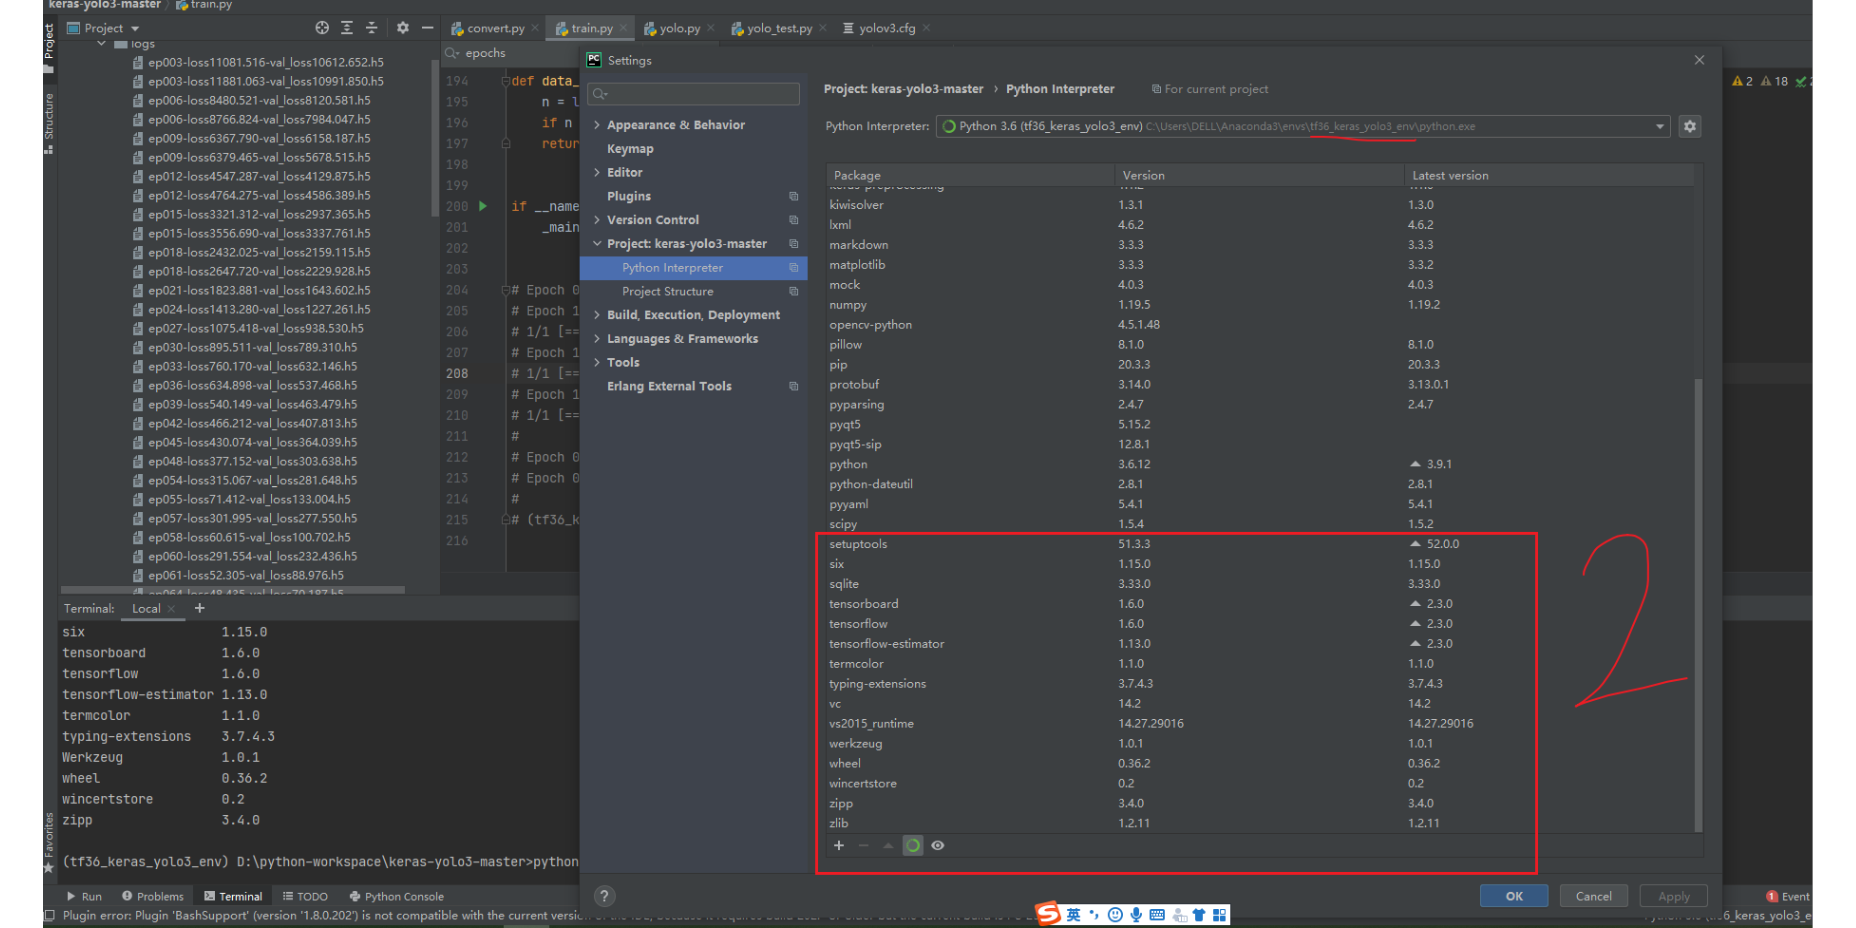 keras-yolo3-master train.py
Project
convert.py
train.py
yolo.py
yolo_test.py
yolov3.cfg
logs
ep003-loss11081.516-val_loss10612.652.h5
ep003-loss11881.063-val_loss10991.850.h5
ep006-loss8480.521-val_loss8120.581.h5
ep006-loss8766.824-val_loss7984.047.h5
ep009-loss6367.790-val_loss6158.187.h5
ep009-loss6379.465-val_loss5678.515.h5
ep012-loss4547.287-val_loss4129.875.h5
ep012-loss4764.275-val_loss4586.389.h5
ep015-loss3321.312-val_loss2937.365.h5
ep015-loss3556.690-val_loss3337.761.h5
ep018-loss2432.025-val_loss2159.115.h5
ep018-loss2647.720-val_loss2229.928.h5
ep021-loss1823.881-val_loss1643.602.h5
ep024-loss1413.280-val_loss1227.261.h5
ep027-loss1075.418-val_loss938.530.h5
ep030-loss895.511-val_loss789.310.h5
ep033-loss760.170-val_loss632.146.h5
ep036-loss634.898-val_loss537.468.h5
ep039-loss540.149-val_loss463.479.h5
ep042-loss466.212-val_loss407.813.h5
ep045-loss430.074-val_loss364.039.h5
ep048-loss377.152-val_loss303.638.h5
ep054-loss315.067-val_loss281.648.h5
ep055-loss71.412-val_loss133.004.h5
ep057-loss301.995-val_loss277.550.h5
ep058-loss60.615-val_loss100.702.h5
ep060-loss291.554-val_loss232.436.h5
ep061-loss52.305-val_loss88.976.h5
Project
Structure
Favorites
epochs
194 def data_
195 n = l
196 if n
197 retur
198
199
200 if __name
201 _main
202
203
204 # Epoch 0
205 # Epoch 1
206 # 1/1 [==
207 # Epoch 1
208 # 1/1 [==
209 # Epoch 1
210 # 1/1 [==
211 #
212 # Epoch 0
213 # Epoch 0
214 #
215 # (tf36_k
216
Settings
Appearance & Behavior
Keymap
Editor
Plugins
Version Control
Project: keras-yolo3-master
Python Interpreter
Project Structure
Build, Execution, Deployment
Languages & Frameworks
Tools
Erlang External Tools
Project: keras-yolo3-master › Python Interpreter For current project
Python Interpreter: Python 3.6 (tf36_keras_yolo3_env) C:\Users\DELL\Anaconda3\envs\tf36_keras_yolo3_env\python.exe
Package Version Latest version
kiwisolver 1.3.1 1.3.0
lxml 4.6.2 4.6.2
markdown 3.3.3 3.3.3
matplotlib 3.3.3 3.3.2
mock 4.0.3 4.0.3
numpy 1.19.5 1.19.2
opencv-python 4.5.1.48
pillow 8.1.0 8.1.0
pip 20.3.3 20.3.3
protobuf 3.14.0 3.13.0.1
pyparsing 2.4.7 2.4.7
pyqt5 5.15.2
pyqt5-sip 12.8.1
python 3.6.12 3.9.1
python-dateutil 2.8.1 2.8.1
pyyaml 5.4.1 5.4.1
scipy 1.5.4 1.5.2
setuptools 51.3.3 52.0.0
six 1.15.0 1.15.0
sqlite 3.33.0 3.33.0
tensorboard 1.6.0 2.3.0
tensorflow 1.6.0 2.3.0
tensorflow-estimator 1.13.0 2.3.0
termcolor 1.1.0 1.1.0
typing-extensions 3.7.4.3 3.7.4.3
vc 14.2 14.2
vs2015_runtime 14.27.29016 14.27.29016
werkzeug 1.0.1 1.0.1
wheel 0.36.2 0.36.2
wincertstore 0.2 0.2
zipp 3.4.0 3.4.0
zlib 1.2.11 1.2.11
2
OK Cancel Apply
2 18
Terminal: Local
six 1.15.0
tensorboard 1.6.0
tensorflow 1.6.0
tensorflow-estimator 1.13.0
termcolor 1.1.0
typing-extensions 3.7.4.3
Werkzeug 1.0.1
wheel 0.36.2
wincertstore 0.2
zipp 3.4.0
(tf36_keras_yolo3_env) D:\python-workspace\keras-yolo3-master>python
Run Problems Terminal TODO Python Console
1 Event
Plugin error: Plugin 'BashSupport' (version '1.8.0.202') is not compatible with the current versi
S 英
6_keras_yolo3_e